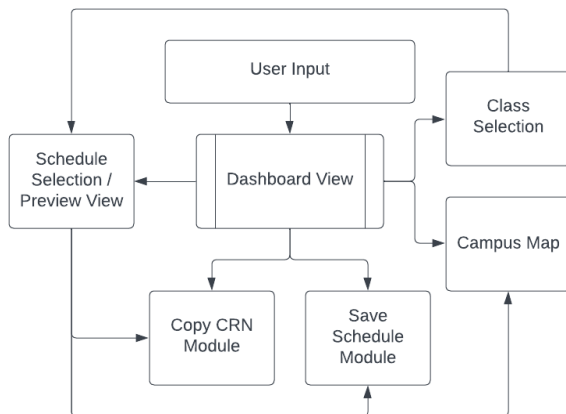 User Input
Class
Selection
Schedule
Selection /
Preview View
Dashboard View
Campus Map
Copy CRN
Module
Save
Schedule
Module